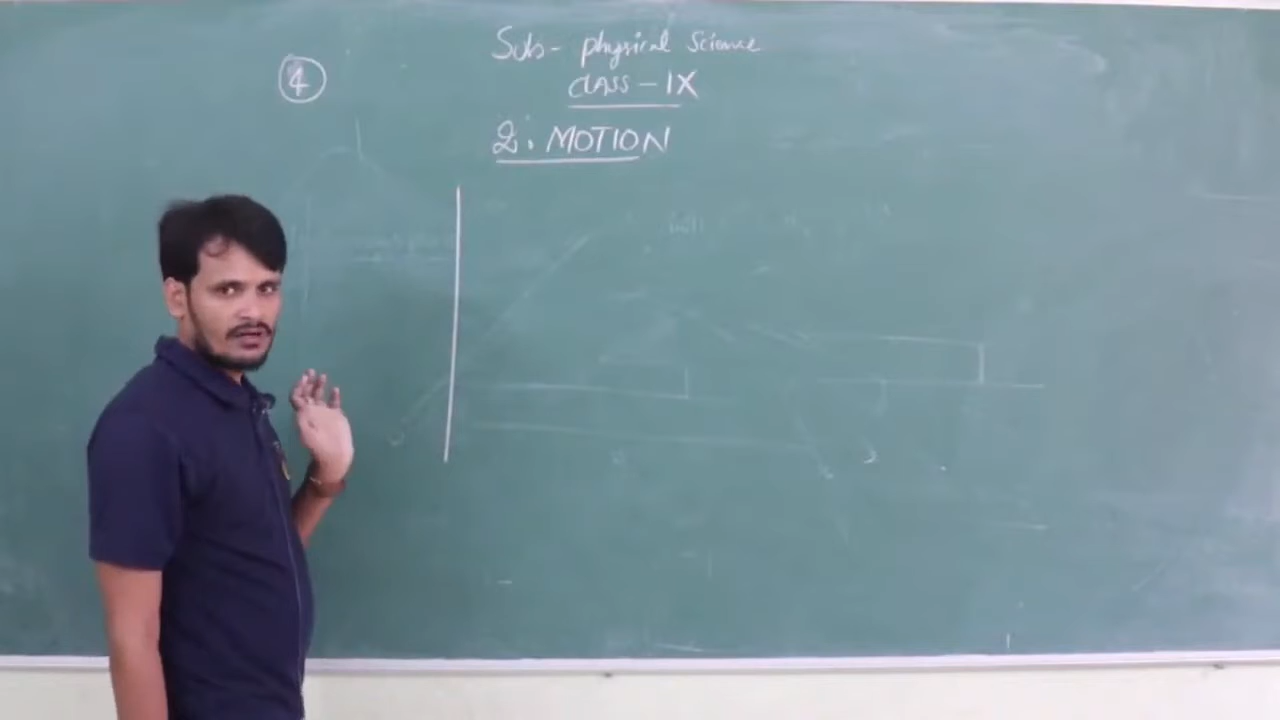 4
Sub- physical Science
CLASS - IX
2. MOTION